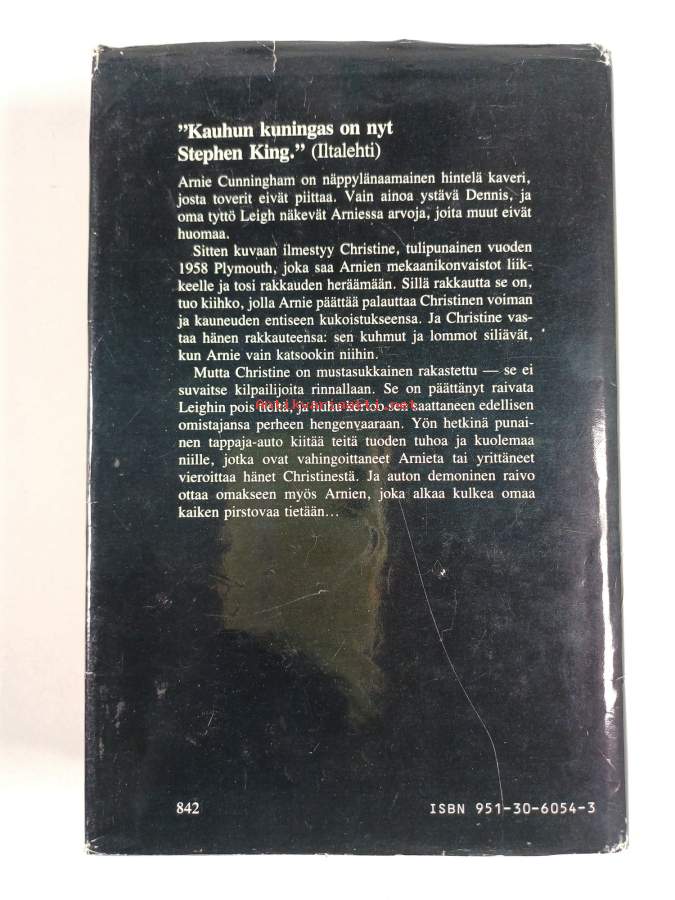 ”Kauhun kuningas on nyt
Stephen King.” (Iltalehti)
Arnie Cunningham on näppylänaamainen hintelä kaveri,
josta toverit eivät piittaa. Vain ainoa ystävä Dennis, ja
oma tyttö Leigh näkevät Arniessa arvoja, joita muut eivät
huomaa.
Sitten kuvaan ilmestyy Christine, tulipunainen vuoden
1958 Plymouth, joka saa Arnien mekaanikonvaistot liik-
keelle ja tosi rakkauden heräämään. Sillä rakkautta se on,
tuo kiihko, jolla Arnie päättää palauttaa Christinen voiman
ja kauneuden entiseen kukoistukseensa. Ja Christine vas-
taa hänen rakkauteensa: sen kuhmut ja lommot siliävät,
kun Arnie vain katsookin niihin.
Mutta Christine on mustasukkainen rakastettu — se ei
suvaitse kilpailijoita rinnallaan. Se on päättänyt raivata
Leighin pois tieltä, ja huhu kertoo sen saattaneen edellisen
omistajansa perheen hengenvaaraan. Yön hetkinä punai-
nen tappaja-auto kiitää teitä tuoden tuhoa ja kuolemaa
niille, jotka ovat vahingoittaneet Arnieta tai yrittäneet
vieroittaa hänet Christinestä. Ja auton demoninen raivo
ottaa omakseen myös Arnien, joka alkaa kulkea omaa
kaiken pirstovaa tietään...
842
ISBN 951-30-6054-3